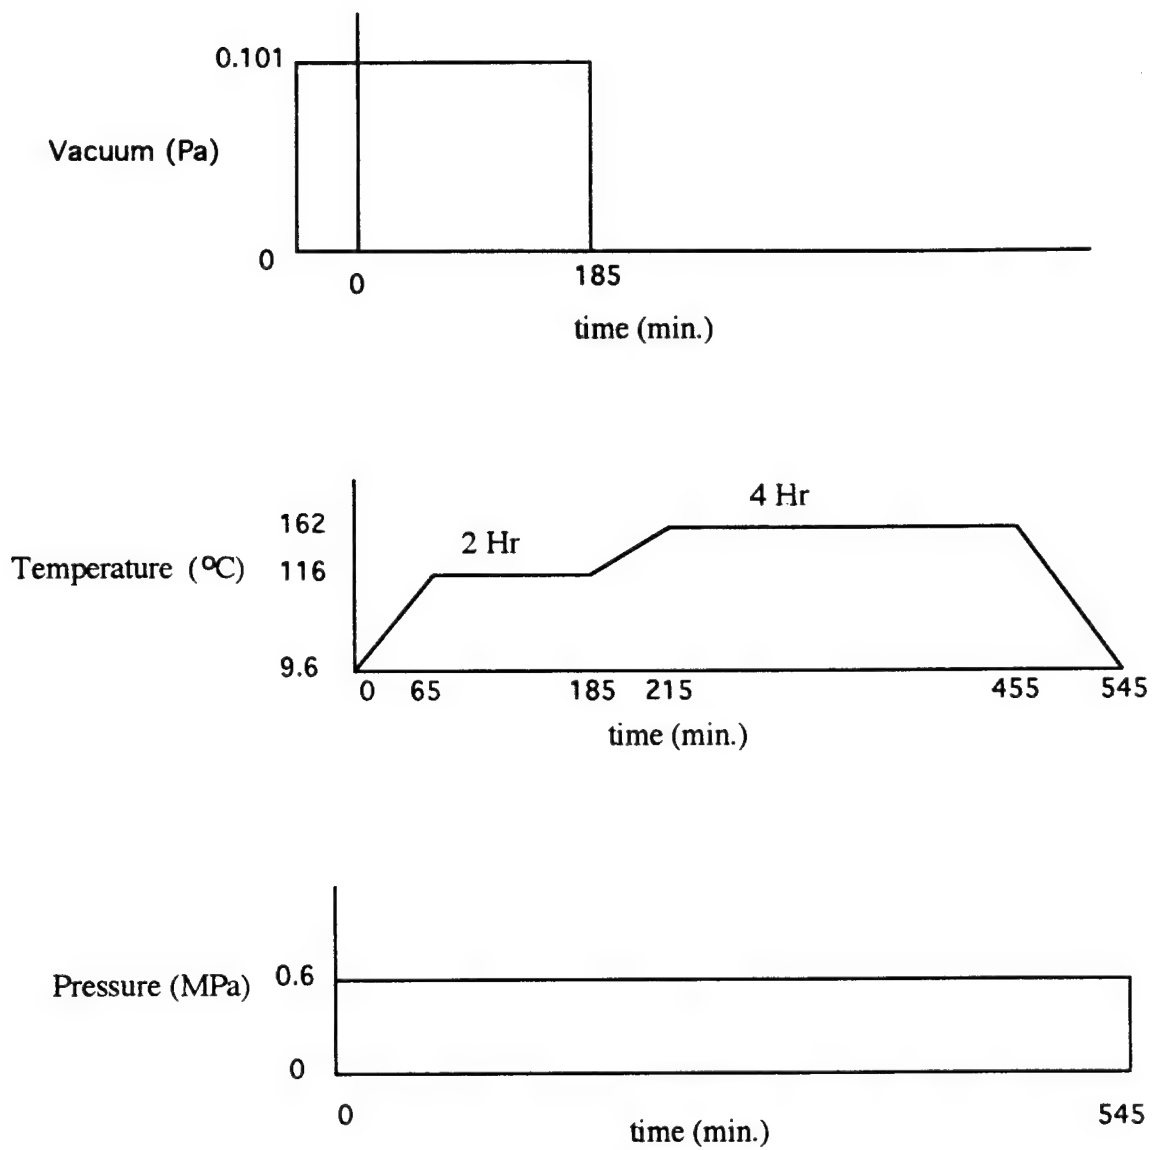 0.101
Vacuum (Pa)
0
0
185
time (min.)
4 Hr
162
2 Hr
Temperature (°C)
116
9.6
0 65 185 215 455 545
time (min.)
0.6
Pressure (MPa)
0
0
545
time (min.)